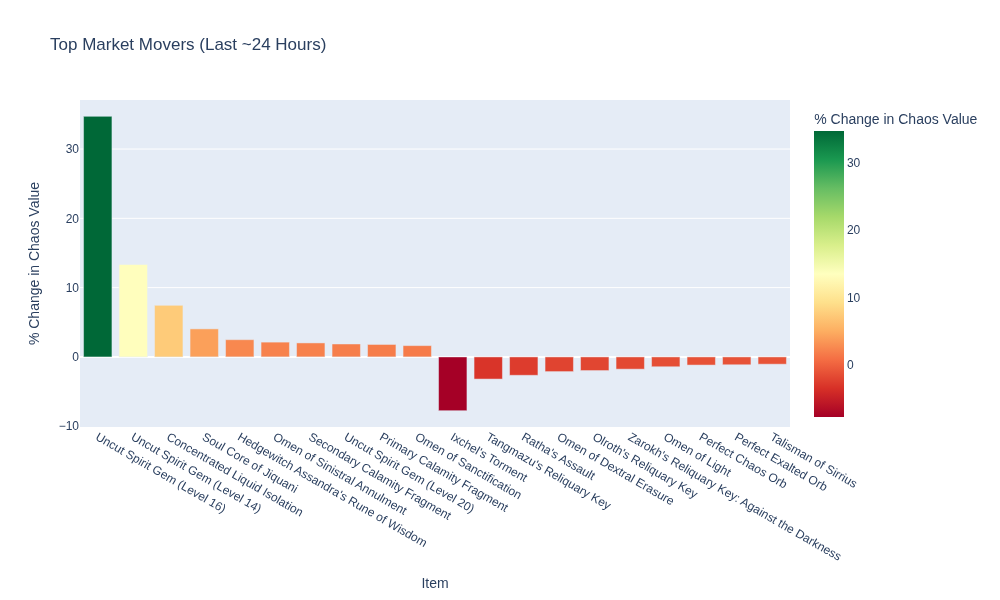 Top Market Movers (Last ~24 Hours)
% Change in Chaos Value
30
20
10
0
−10
Uncut Spirit Gem (Level 16)
Uncut Spirit Gem (Level 14)
Concentrated Liquid Isolation
Soul Core of Jiquani
Hedgewitch Assandra's Rune of Wisdom
Omen of Sinistral Annulment
Secondary Calamity Fragment
Uncut Spirit Gem (Level 20)
Primary Calamity Fragment
Omen of Sanctification
Ixchel's Torment
Tangmazu's Reliquary Key
Ratha's Assault
Omen of Dextral Erasure
Olroth's Reliquary Key
Zarokh's Reliquary Key: Against the Darkness
Omen of Light
Perfect Chaos Orb
Perfect Exalted Orb
Talisman of Sirrius
Item
% Change in Chaos Value
30
20
10
0